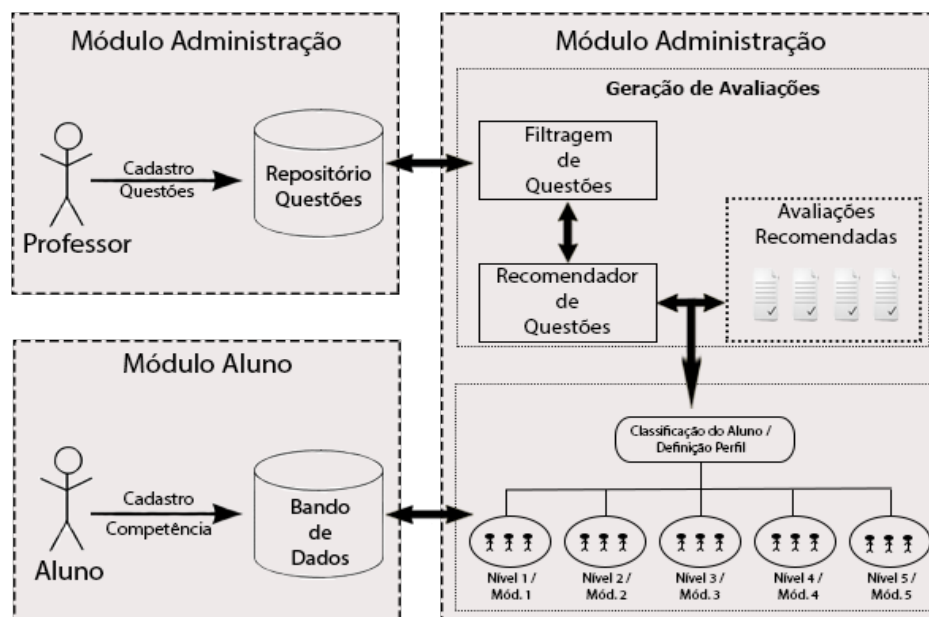 Módulo Administração
Cadastro
Questões
Professor
Repositório
Questões
Módulo Administração
Geração de Avaliações
Filtragem
de
Questões
Avaliações
Recomendadas
Recomendador
de
Questões
Módulo Aluno
Cadastro
Competência
Aluno
Bando
de
Dados
Classificação do Aluno /
Definição Perfil
Nível 1 /
Mód. 1
Nível 2 /
Mód. 2
Nível 3 /
Mód. 3
Nível 4 /
Mód. 4
Nível 5 /
Mód. 5